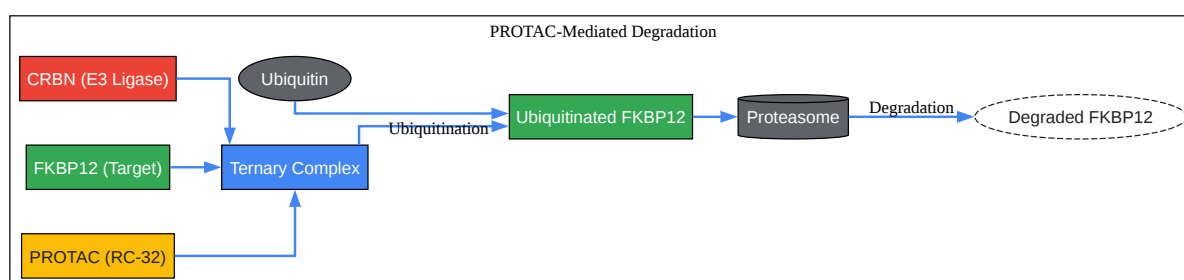 PROTAC-Mediated Degradation
CRBN (E3 Ligase)
Ubiquitin
FKBP12 (Target)
Ternary Complex
PROTAC (RC-32)
Ubiquitination
Ubiquitinated FKBP12
Proteasome
Degradation
Degraded FKBP12